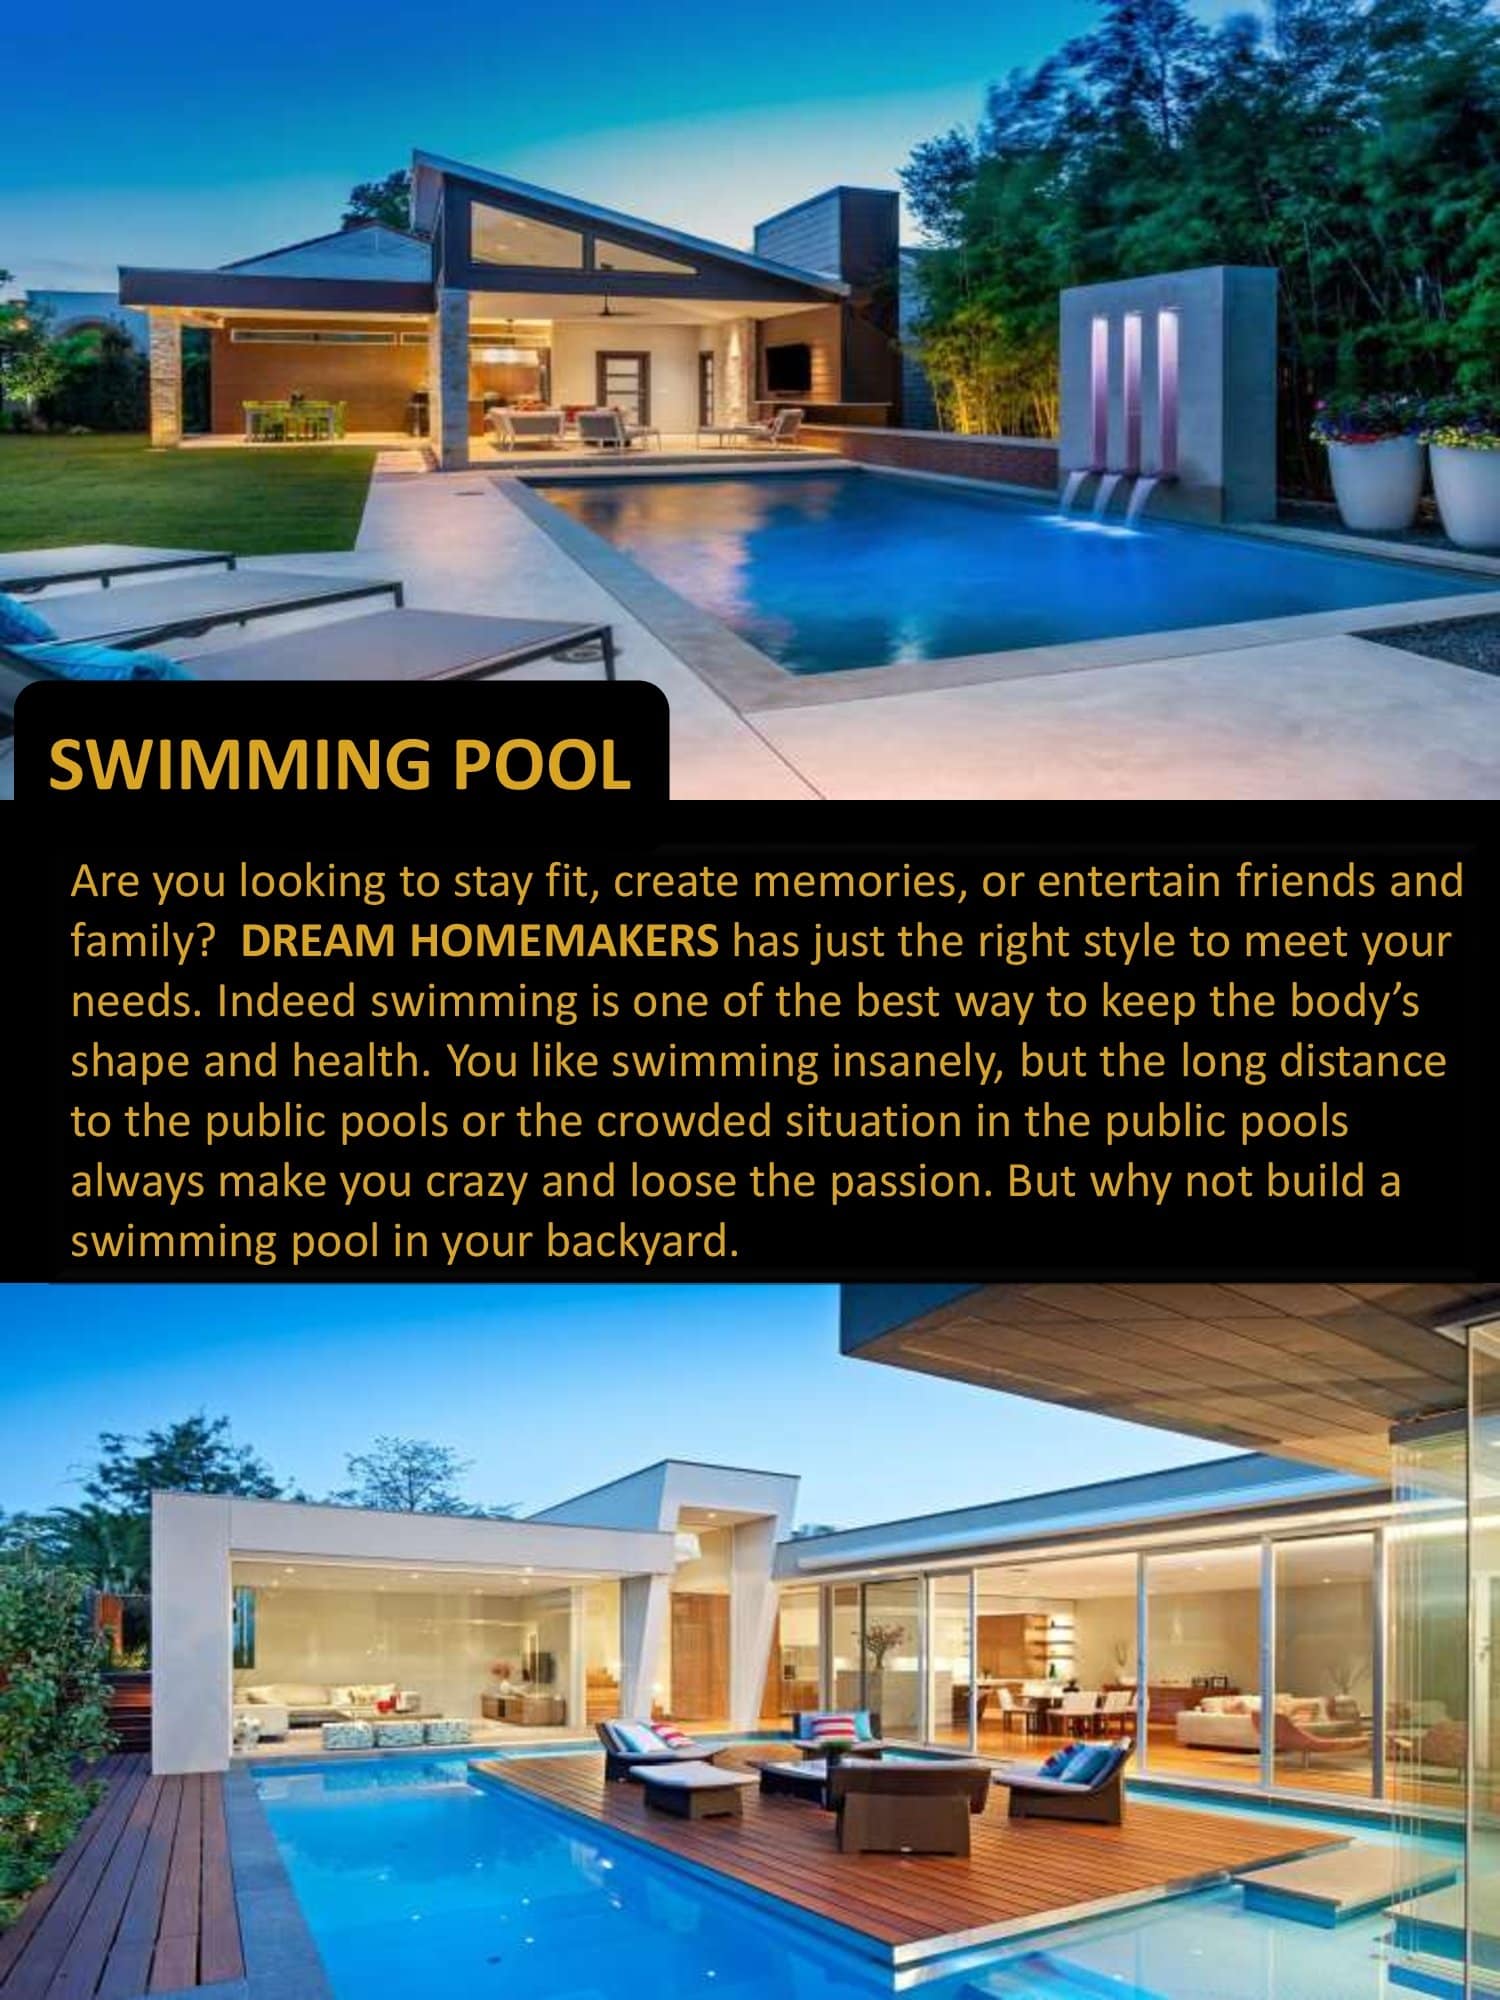 SWIMMING POOL
Are you looking to stay fit, create memories, or entertain friends and
family?  DREAM HOMEMAKERS has just the right style to meet your
needs. Indeed swimming is one of the best way to keep the body’s
shape and health. You like swimming insanely, but the long distance
to the public pools or the crowded situation in the public pools
always make you crazy and loose the passion. But why not build a
swimming pool in your backyard.